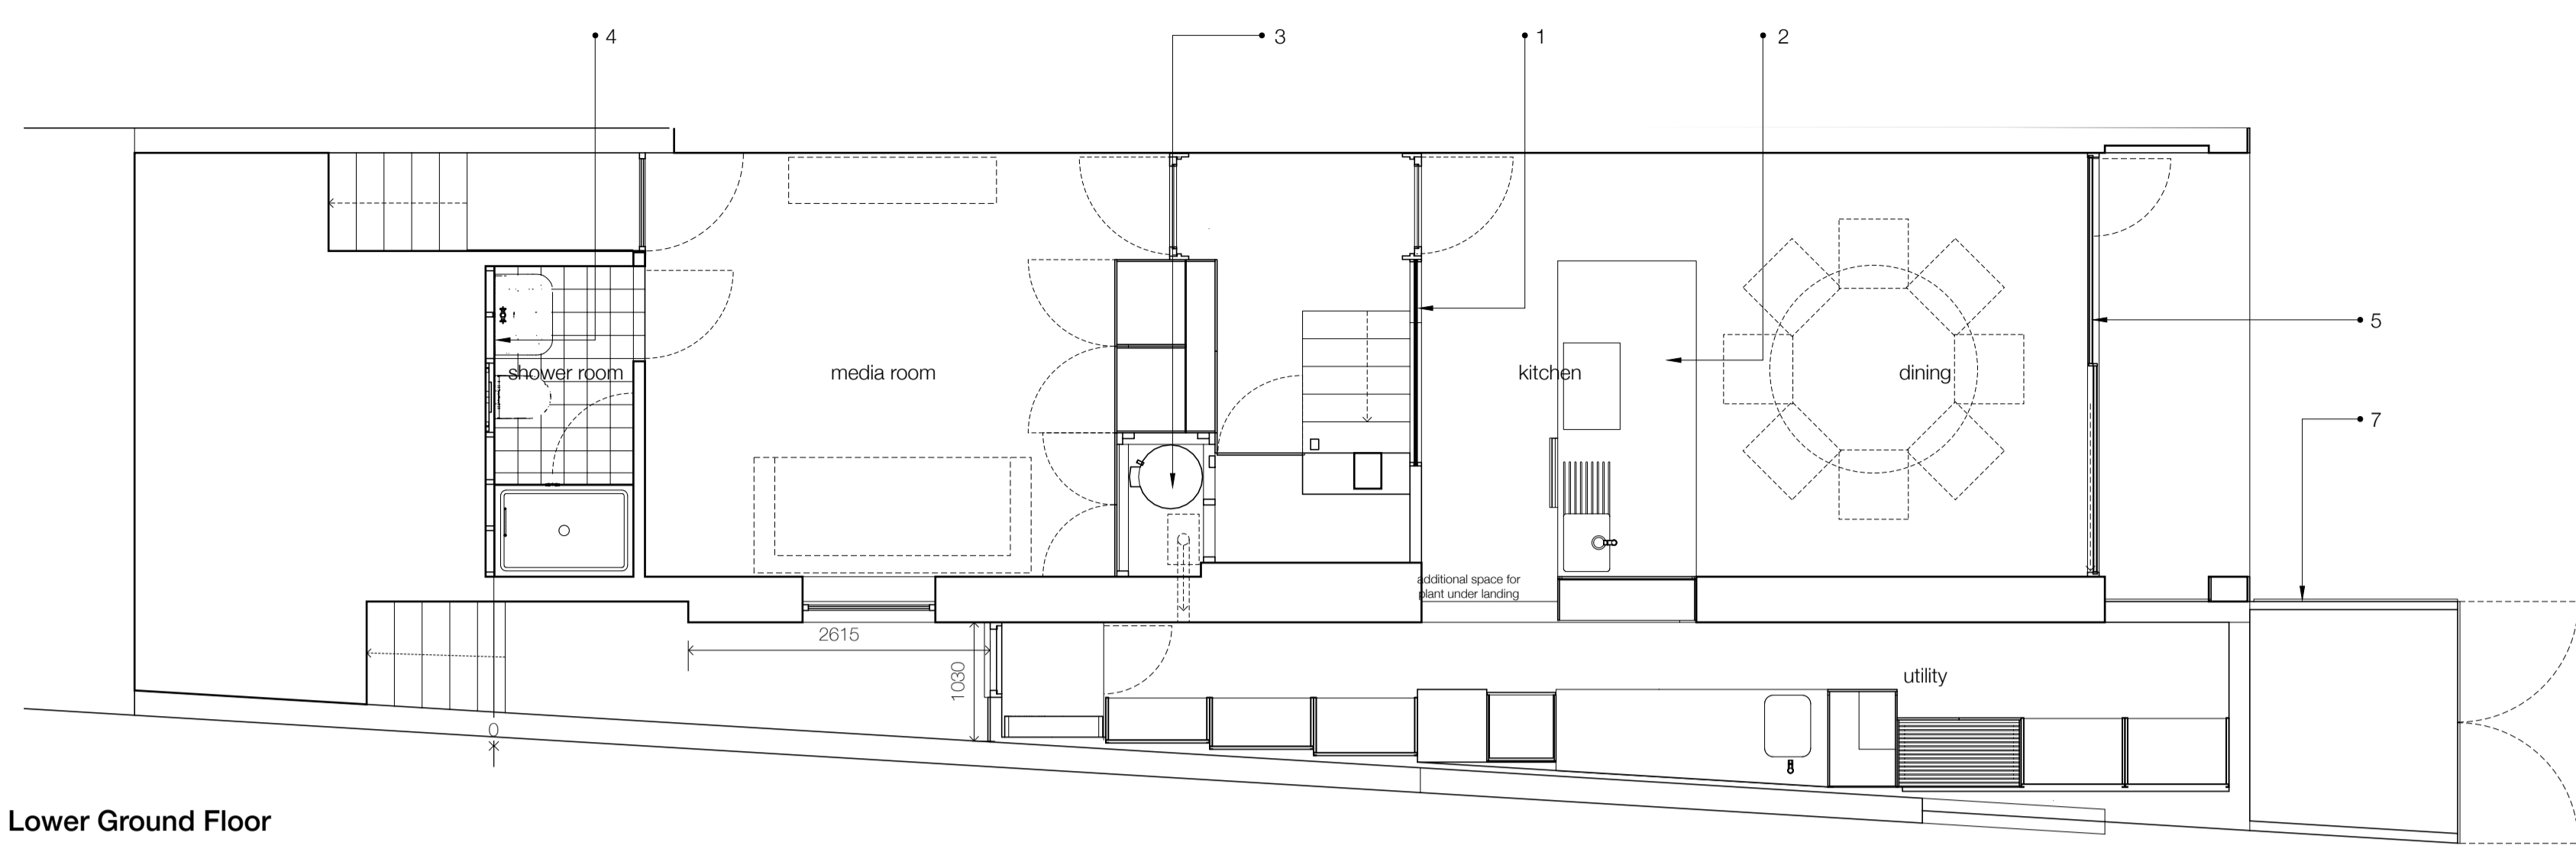 4
3
1
2
5
7
shower room
media room
kitchen
dining
additional space for
plant under landing
2615
1030
utility
0
Lower Ground Floor